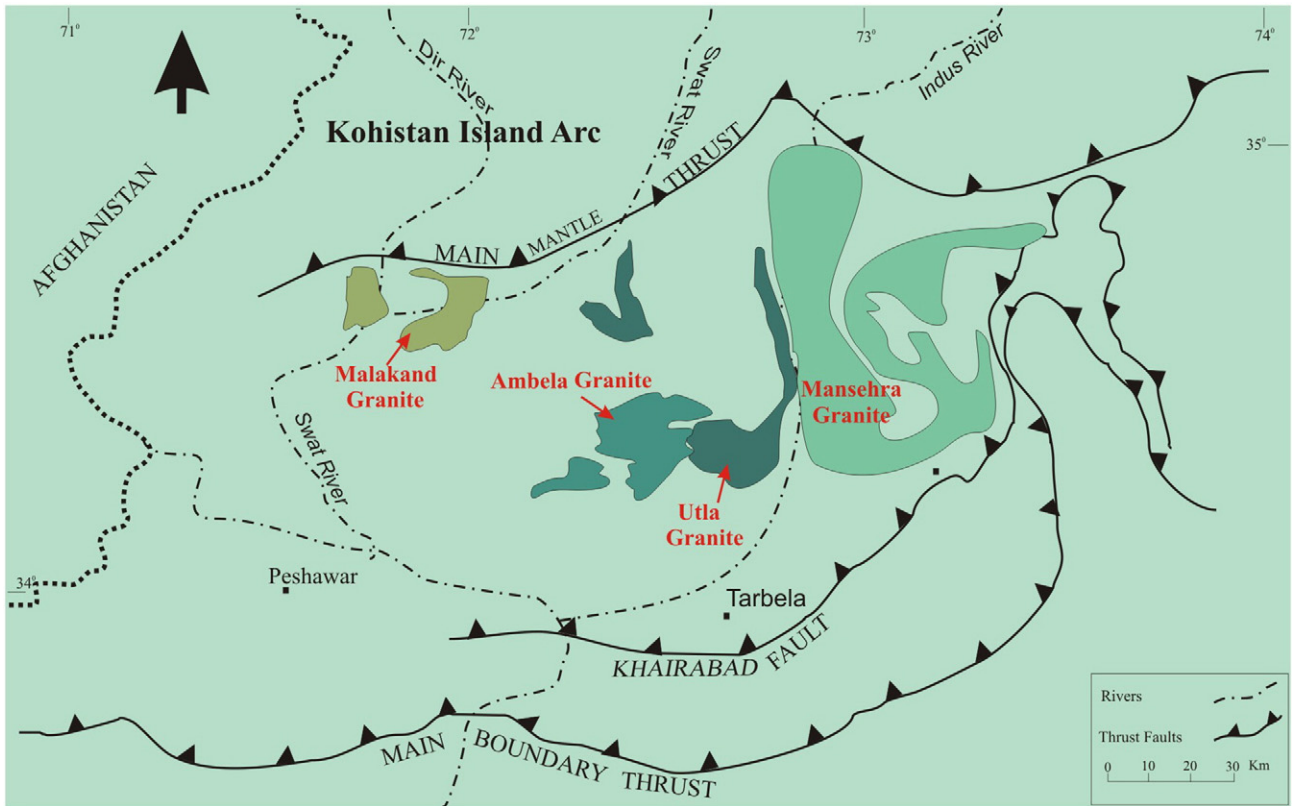 71°
72°
73°
74°
Dir River
Swat River
Indus River
Kohistan Island Arc
35°
AFGHANISTAN
MAIN MANTLE THRUST
Malakand
Granite
Ambela Granite
Mansehra
Granite
Swat River
Utla
Granite
34°
Peshawar
Tarbela
KHAIRABAD FAULT
MAIN BOUNDARY THRUST
Rivers
Thrust Faults
0 10 20 30 Km